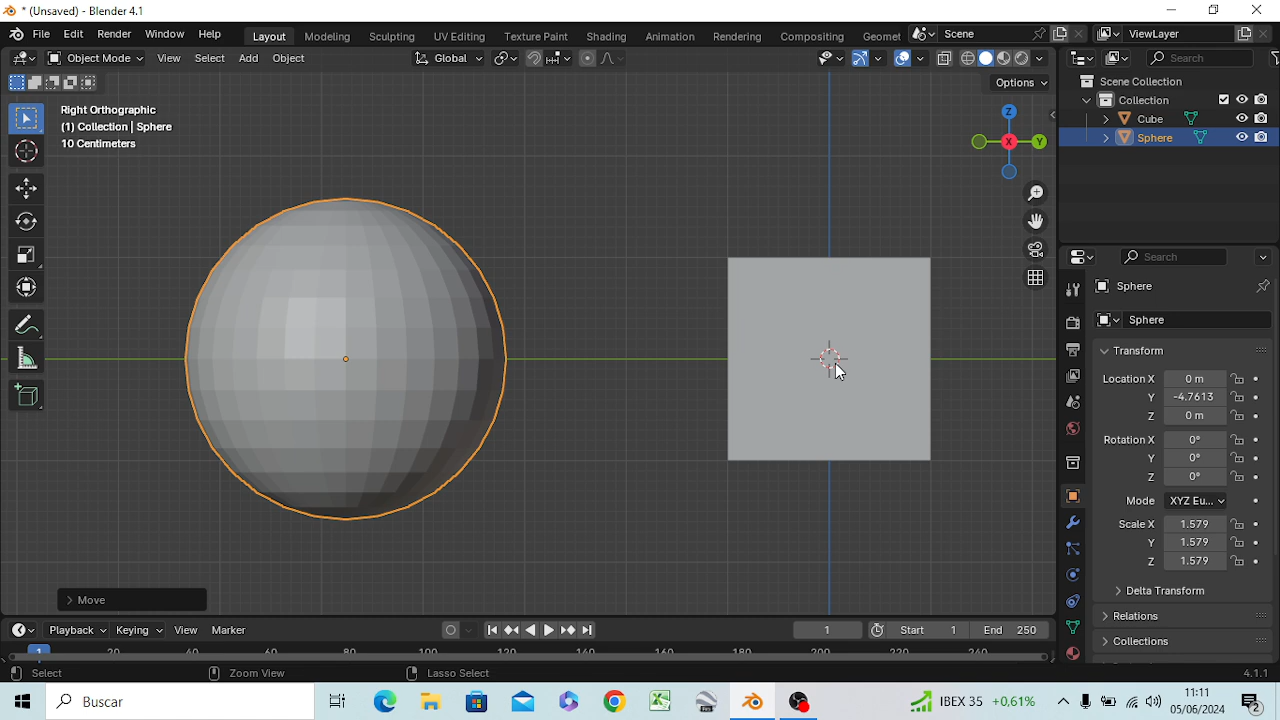 * (Unsaved) - Blender 4.1
File Edit Render Window Help Layout Modeling Sculpting UV Editing Texture Paint Shading Animation Rendering Compositing Geomet Scene ViewLayer
Object Mode View Select Add Object Global Search
Options
Right Orthographic
(1) Collection | Sphere
10 Centimeters
Z
Y
X
Scene Collection
Collection
Cube
Sphere
Search
Sphere
Sphere
Transform
Location X 0 m
Y -4.7613
Z 0 m
Rotation X 0°
Y 0°
Z 0°
Mode XYZ Eu...
Scale X 1.579
Y 1.579
Z 1.579
Delta Transform
Relations
Collections
Move
Playback Keying View Marker 1 Start 1 End 250
1 20 40 60 80 100 120 140 160 180 200 220 240
Select Zoom View Lasso Select 4.1.1
Buscar
IBEX 35 +0,61%
11:11
05/06/2024
2